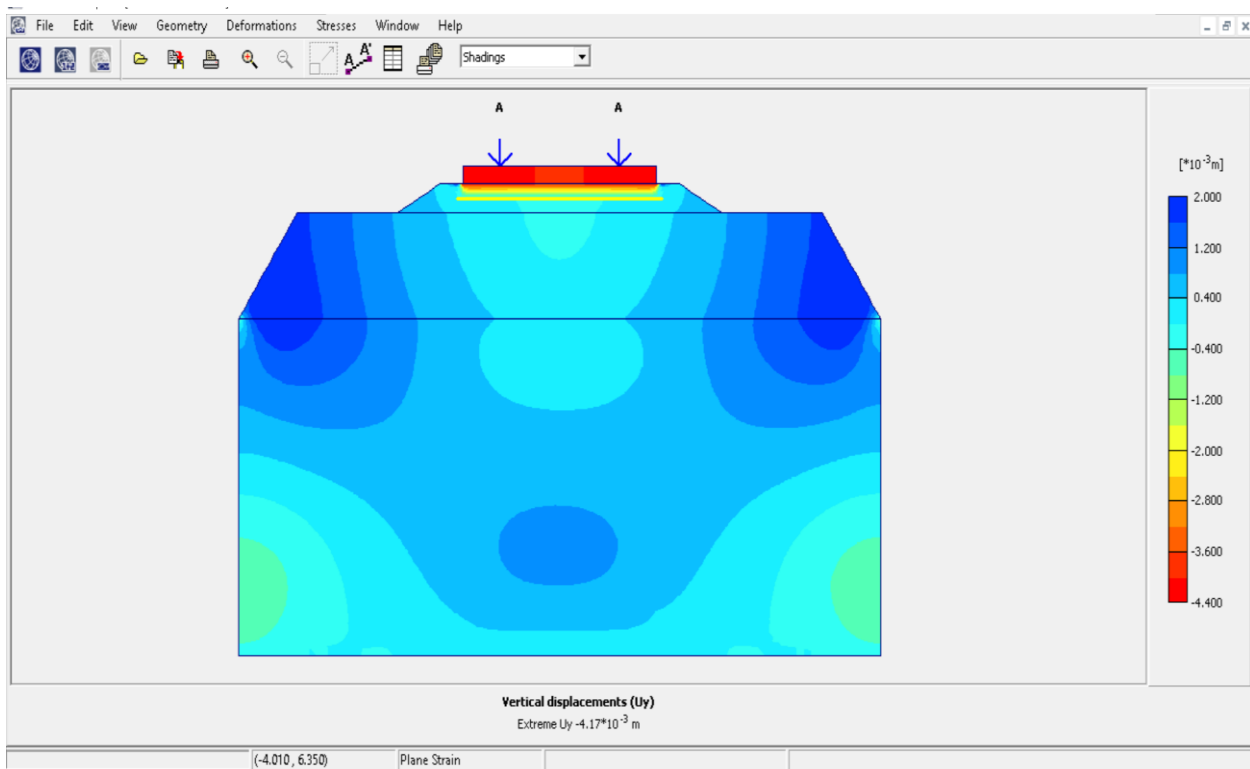 File Edit View Geometry Deformations Stresses Window Help
Shadings
A A
[*10-3m]
2.000
1.200
0.400
-0.400
-1.200
-2.000
-2.800
-3.600
-4.400
Vertical displacements (Uy)
Extreme Uy -4.17*10-3 m
(-4.010 , 6.350) Plane Strain